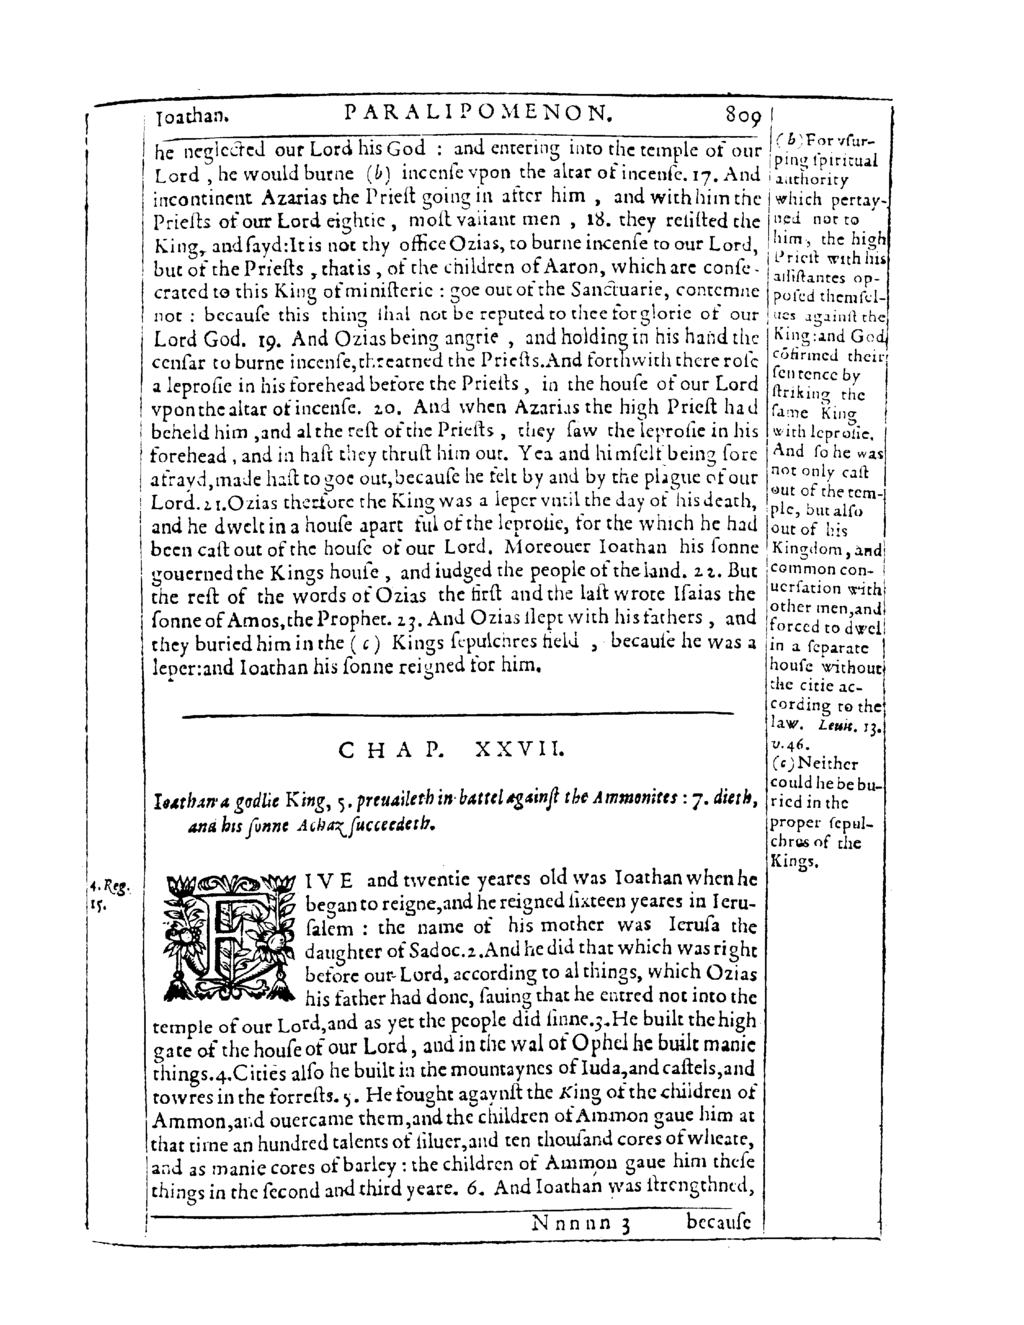 Ioathan. PARALIPOMENON. 809
he neglected our Lord his God : and entering into the temple of our
Lord , he would burne (b) incenſe vpon the altar of incenſe. 17. And
incontinent Azarias the Prieſt going in after him , and with him the
Prieſts of our Lord eightie , moſt valiant men , 18. they reſiſted the
King, and ſayd:It is not thy office Ozias, to burne incenſe to our Lord,
but of the Prieſts , that is , of the children of Aaron, which are conſe-
crated to this King of miniſterie : goe out of the Sanctuarie, contemne
not : becauſe this thing ſhal not be reputed to thee for glorie of our
Lord God. 19. And Ozias being angrie , and holding in his hand the
cenſar to burne incenſe, threatned the Prieſts.And forthwith there roſe
a leproſie in his forehead before the Prieſts , in the houſe of our Lord
vpon the altar of incenſe. 20. And when Azarias the high Prieſt had
beheld him ,and al the reſt of the Prieſts , they ſaw the leproſie in his
forehead , and in haſt they thruſt him out. Yea and himſelf being ſore
afrayd,made haſt to goe out,becauſe he felt by and by the plague of our
Lord. 21.Ozias therfore the King was a leper vntil the day of his death,
and he dwelt in a houſe apart ful of the leproſie, for the which he had
been caſt out of the houſe of our Lord. Moreouer Ioathan his ſonne
gouerned the Kings houſe , and iudged the people of the land. 22. But
the reſt of the words of Ozias the firſt and the laſt wrote Iſaias the
ſonne of Amos,the Prophet. 23. And Ozias ſlept with his fathers , and
they buried him in the ( c ) Kings ſepulchres field , becauſe he was a
leper:and Ioathan his ſonne reigned for him.
CHAP. XXVII.
Ioathan a godlie King, 5. preuaileth in battel againſt the Ammonites : 7. dieth,
and his ſonne Achaz ſucceedeth.
FIVE and twentie yeares old was Ioathan when he
began to reigne,and he reigned ſixteen yeares in Ieru-
ſalem : the name of his mother was Ieruſa the
daughter of Sadoc.2.And he did that which was right
before our Lord, according to al things, which Ozias
his father had done, ſauing that he entred not into the
temple of our Lord,and as yet the people did ſinne.3.He built the high
gate of the houſe of our Lord , and in the wal of Ophel he built manie
things.4.Cities alſo he built in the mountaynes of Iuda,and caſtels,and
towres in the forreſts. 5. He fought agaynſt the King of the children of
Ammon,and ouercame them,and the children of Ammon gaue him at
that time an hundred talents of ſiluer,and ten thouſand cores of wheate,
and as manie cores of barley : the children of Ammon gaue him theſe
things in the ſecond and third yeare. 6. And Ioathan was ſtrengthned,
Nnnnn 3 becauſe
(b) For vſur-
ping ſpiritual
authority
which pertay-
ned not to
him, the high
Prieſt with his
aſſiſtantes op-
poſed themſel-
ues againſt the
King:and God
cõfirmed their
ſentence by
ſtriking the
ſame King
with leproſie.
And ſo he was
not only caſt
out of the tem-
ple, but alſo
out of his
Kingdom, and
common con-
uerſation with
other men,and
forced to dwel
in a ſeparate
houſe without
the citie ac-
cording to the
law. Leuit. 13.
v.46.
(c) Neither
could he be bu-
ried in the
proper ſepul-
chres of the
Kings.
4. Reg.
15.